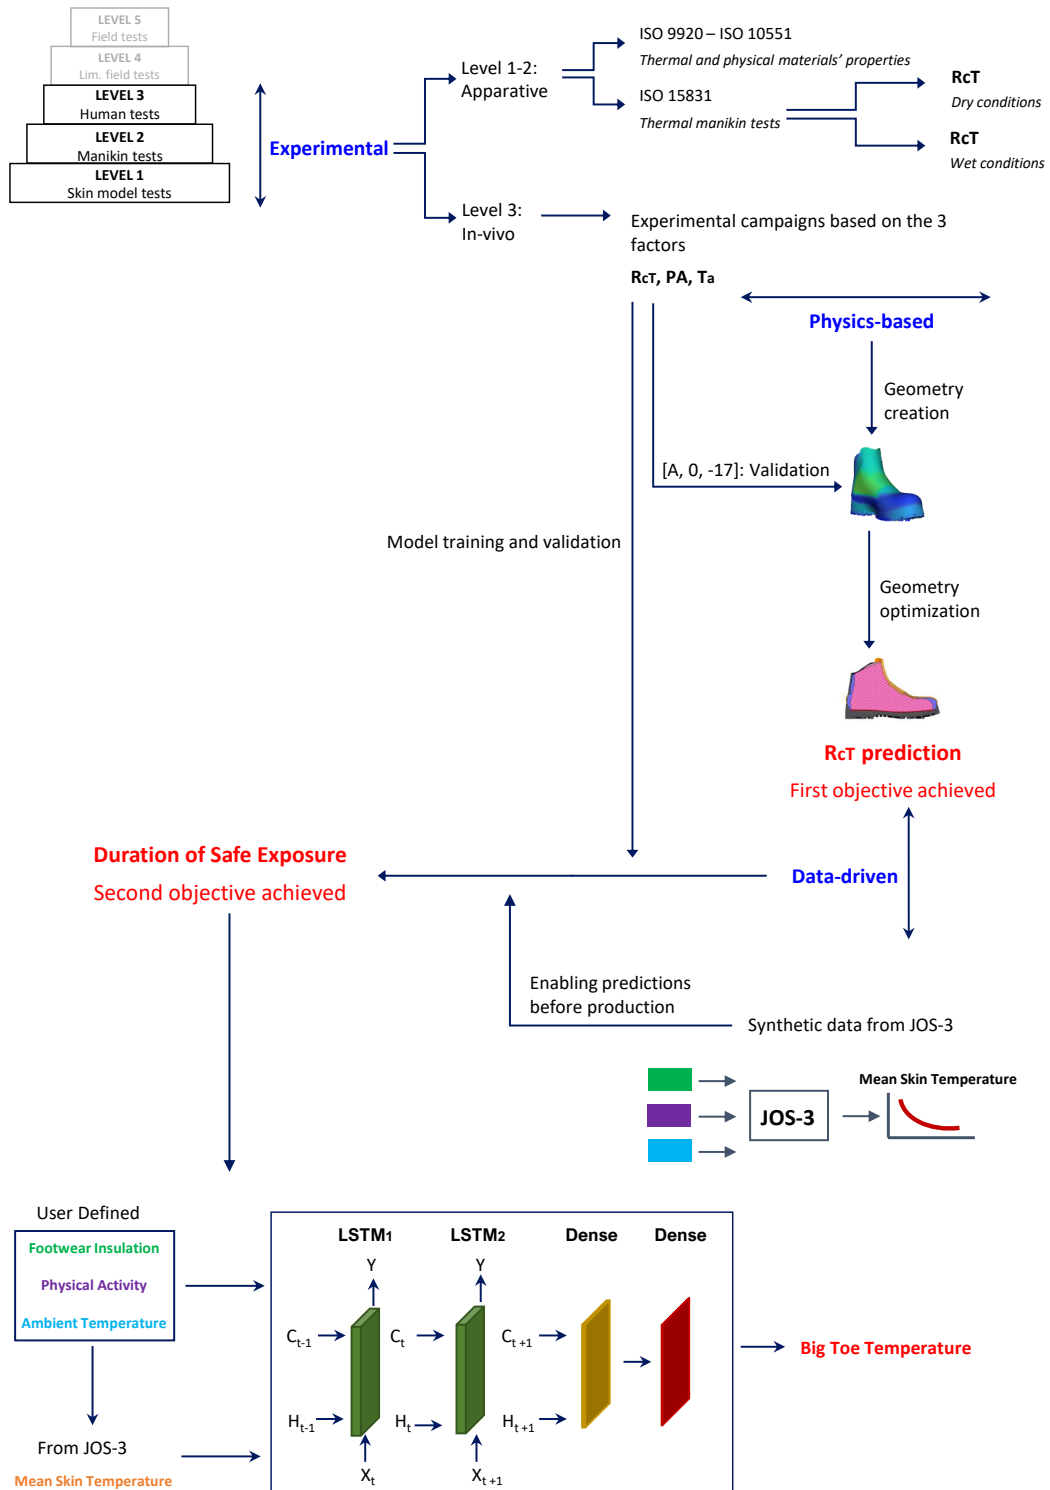 LEVEL 5
Field tests
LEVEL 4
Lim. field tests
LEVEL 3
Human tests
LEVEL 2
Manikin tests
LEVEL 1
Skin model tests
Experimental
Level 1-2:
Apparative
ISO 9920 – ISO 10551
Thermal and physical materials' properties
ISO 15831
Thermal manikin tests
RcT
Dry conditions
RcT
Wet conditions
Level 3:
In-vivo
Experimental campaigns based on the 3
factors
RcT, PA, Ta
Physics-based
Geometry
creation
[A, 0, -17]: Validation
Model training and validation
Geometry
optimization
RcT prediction
First objective achieved
Duration of Safe Exposure
Second objective achieved
Data-driven
Enabling predictions
before production
Synthetic data from JOS-3
Mean Skin Temperature
JOS-3
User Defined
Footwear Insulation
Physical Activity
Ambient Temperature
From JOS-3
Mean Skin Temperature
LSTM1 LSTM2 Dense Dense
Y Y
Ct-1 Ct Ct+1
Ht-1 Ht Ht+1
Xt Xt+1
Big Toe Temperature